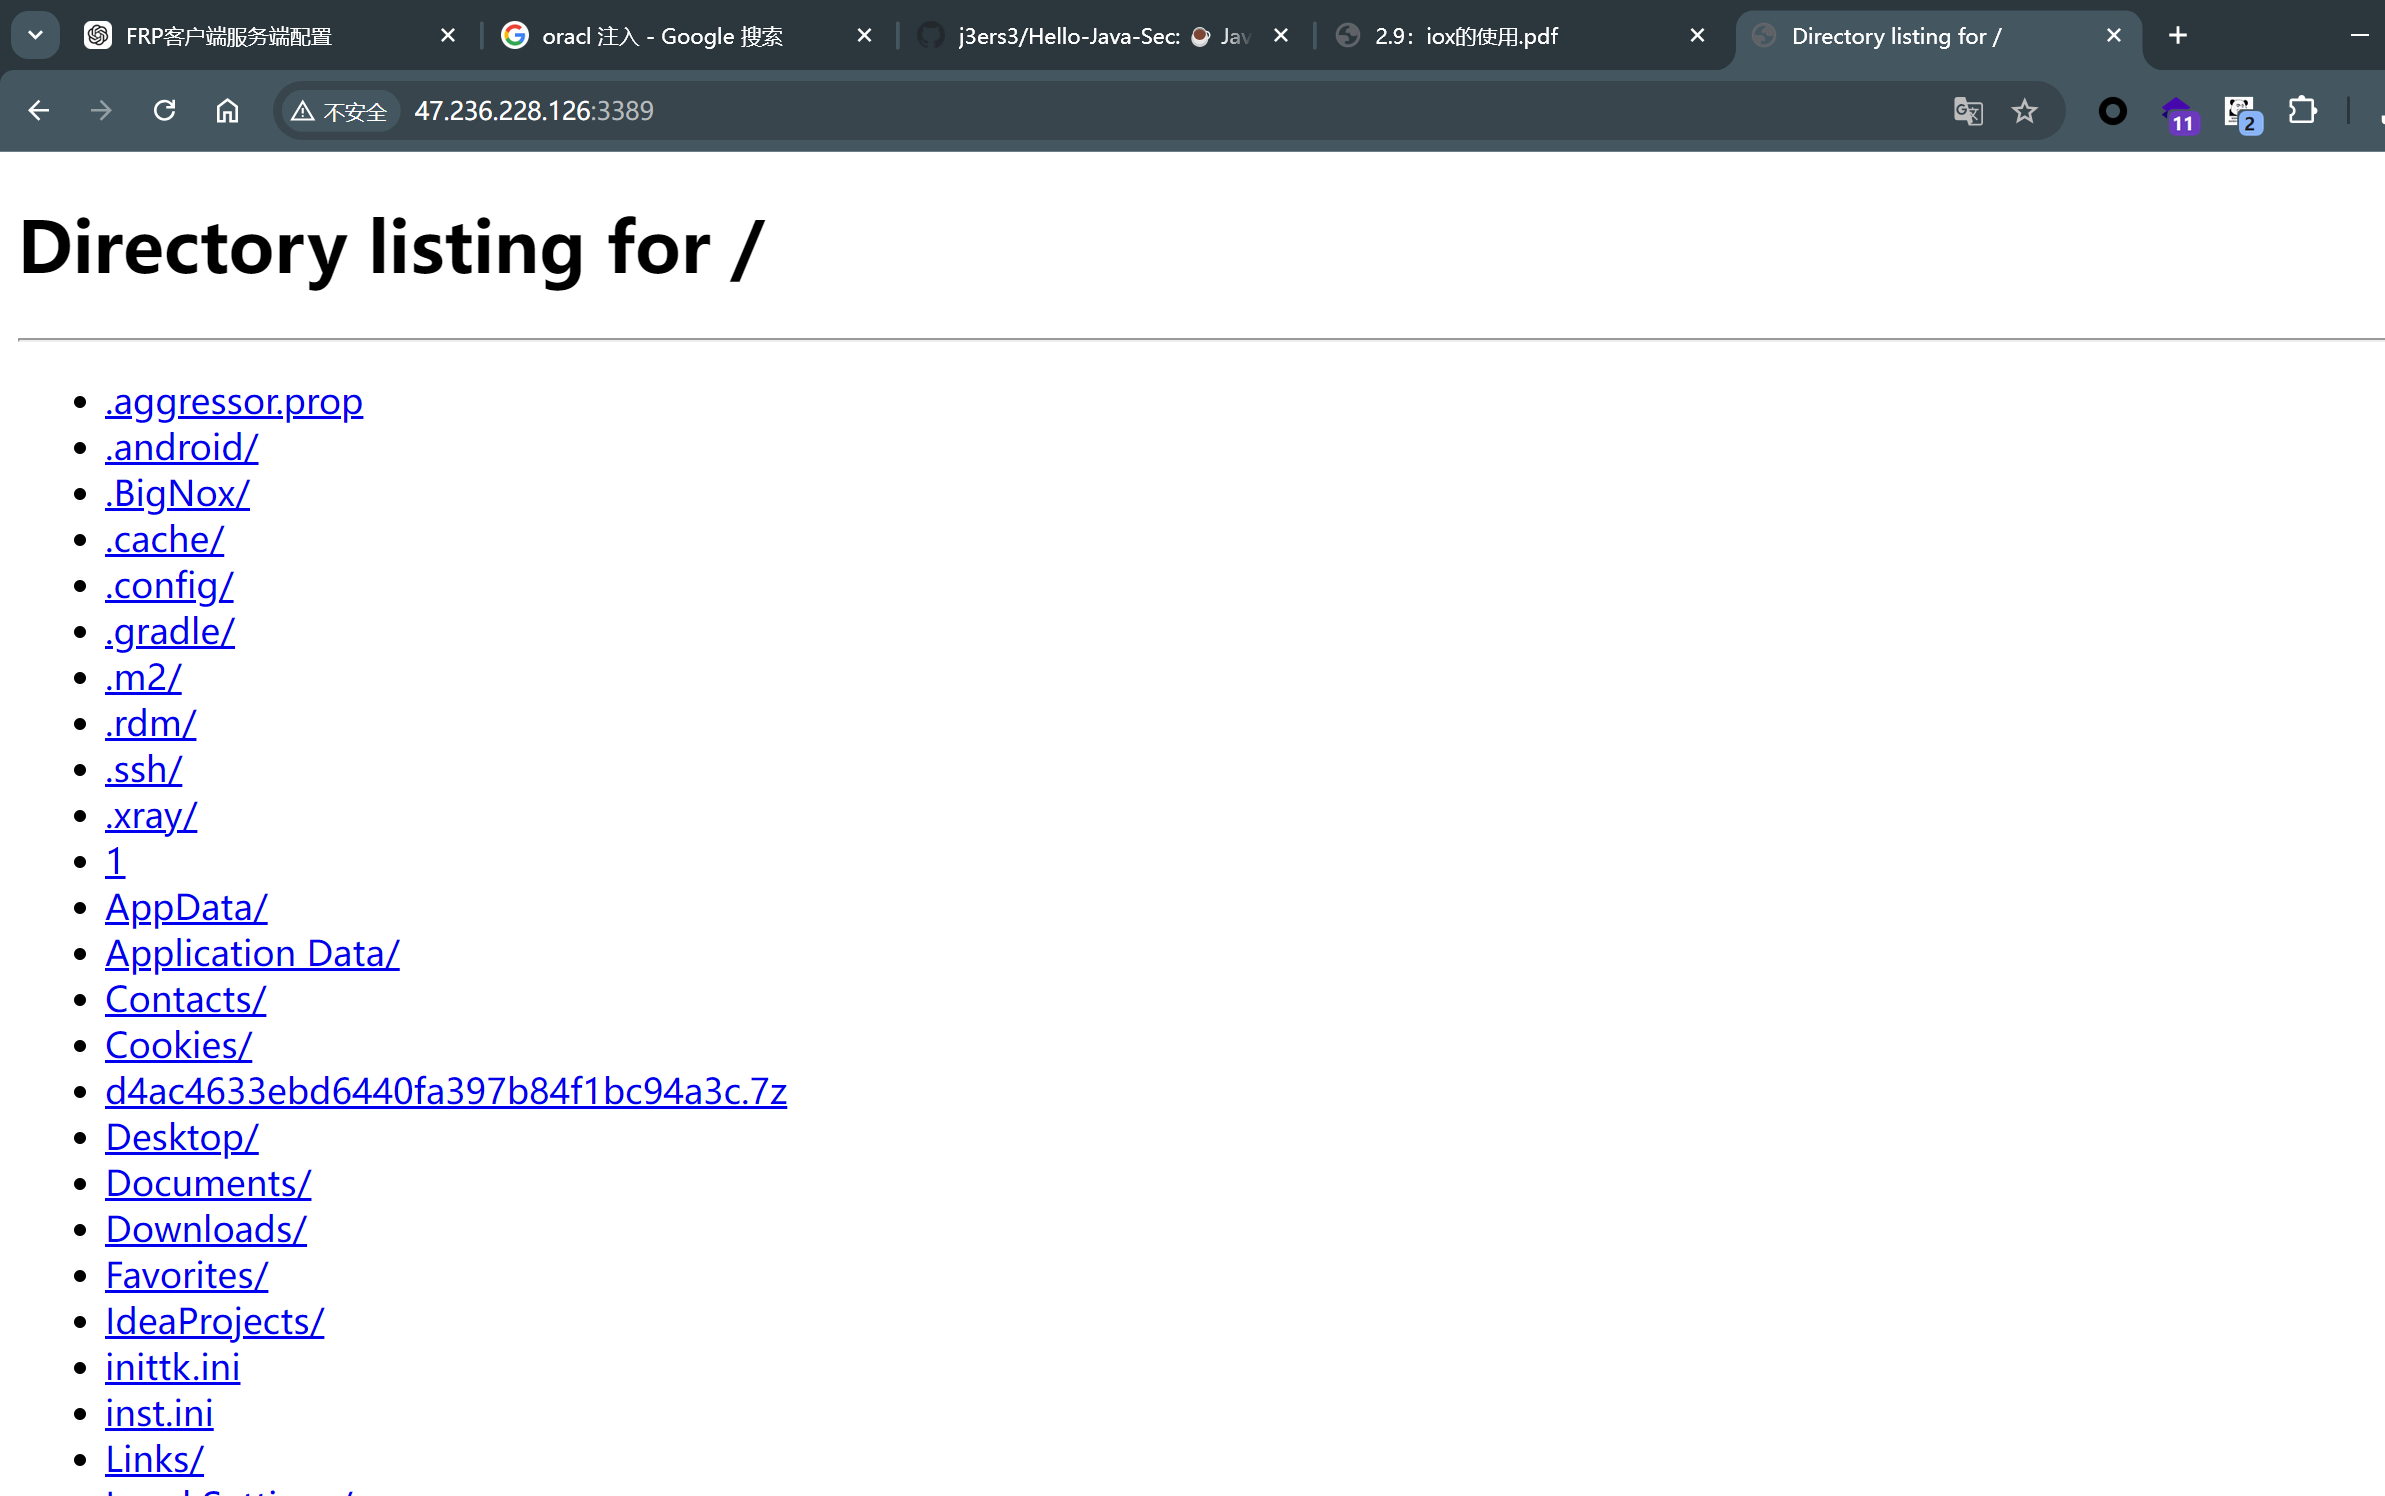 FRP客户端服务端配置
oracl 注入 - Google 搜索
j3ers3/Hello-Java-Sec: ☕ Jav
2.9：iox的使用.pdf
Directory listing for /
不安全
47.236.228.126:3389
11
2
Directory listing for /
.aggressor.prop
.android/
.BigNox/
.cache/
.config/
.gradle/
.m2/
.rdm/
.ssh/
.xray/
1
AppData/
Application Data/
Contacts/
Cookies/
d4ac4633ebd6440fa397b84f1bc94a3c.7z
Desktop/
Documents/
Downloads/
Favorites/
IdeaProjects/
inittk.ini
inst.ini
Links/